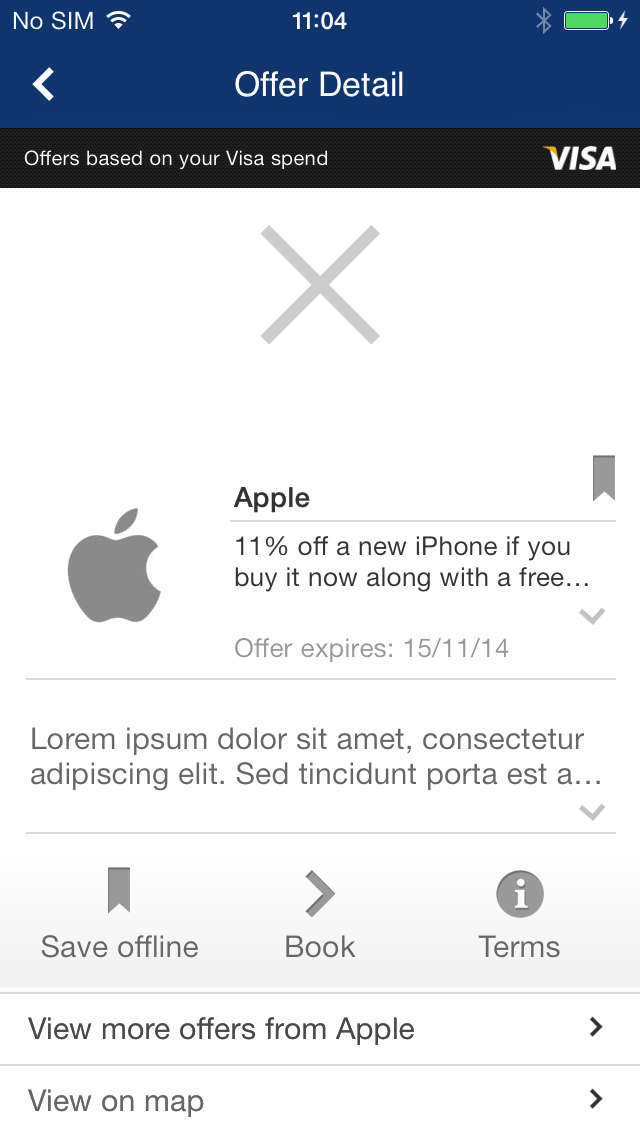 No SIM 11:04
Offer Detail
Offers based on your Visa spend VISA
Apple
11% off a new iPhone if you
buy it now along with a free...
Offer expires: 15/11/14
Lorem ipsum dolor sit amet, consectetur
adipiscing elit. Sed tincidunt porta est a...
Save offline Book Terms
View more offers from Apple
View on map